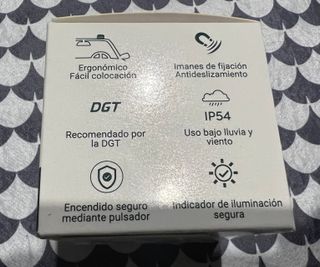 Ergonómico
Fácil colocación
Imanes de fijación
Antideslizamiento
DGT
Recomendado por
la DGT
IP54
Uso bajo lluvia y
viento
Encendido seguro
mediante pulsador
Indicador de iluminación
segura